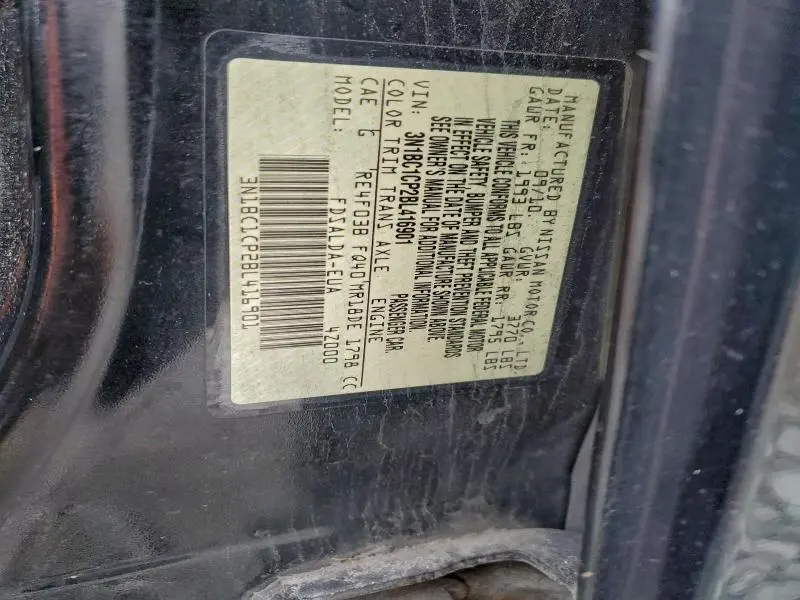 MANUFACTURED BY NISSAN MOTOR CO., LTD.
DATE: 09/10 GVWR: 3770 LBS
GAWR FR: 1993 LBS GAWR RR: 1795 LBS
THIS VEHICLE CONFORMS TO ALL APPLICABLE FEDERAL MOTOR
VEHICLE SAFETY, BUMPER AND THEFT PREVENTION STANDARDS
IN EFFECT ON THE DATE OF MANUFACTURE SHOWN ABOVE.
SEE OWNER'S MANUAL FOR ADDITIONAL INFORMATION.
VIN: 3N1BC1CP2BL416901 PASSENGER CAR
COLOR TRIM TRANS AXLE ENGINE
CAE G RE4F03B FQ40 MR18DE 1798 CC
MODEL: FDJALJA-EUA 4Z000
3N1BC1CP2BL416901